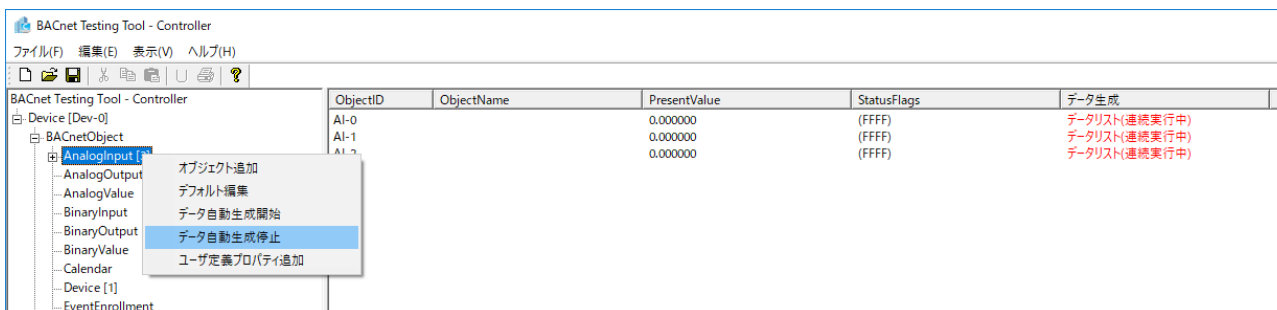 BACnet Testing Tool - Controller
ファイル(F) 編集(E) 表示(V) ヘルプ(H)
BACnet Testing Tool - Controller
Device [Dev-0]
BACnetObject
AnalogInput
AnalogOutput
AnalogValue
BinaryInput
BinaryOutput
BinaryValue
Calendar
Device [1]
EventEnrollment
オブジェクト追加
デフォルト編集
データ自動生成開始
データ自動生成停止
ユーザ定義プロパティ追加
ObjectID ObjectName PresentValue StatusFlags データ生成
AI-0 0.000000 (FFFF) データリスト(連続実行中)
AI-1 0.000000 (FFFF) データリスト(連続実行中)
AI-2 0.000000 (FFFF) データリスト(連続実行中)